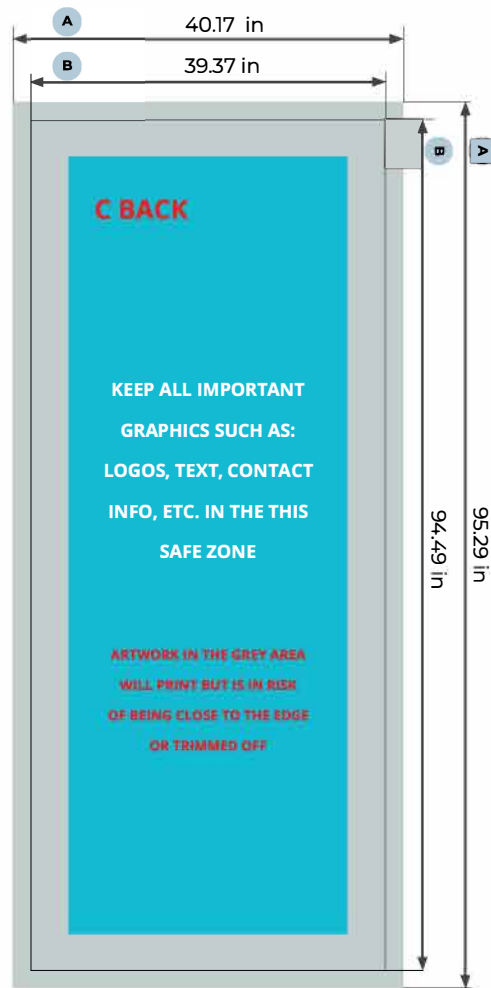 A
40.17 in
B
39.37 in
B
A
C BACK
KEEP ALL IMPORTANT
GRAPHICS SUCH AS:
LOGOS, TEXT, CONTACT
INFO, ETC. IN THE THIS
SAFE ZONE
94.49 in
95.29 in
ARTWORK IN THE GREY AREA
WILL PRINT BUT IS IN RISK
OF BEING CLOSE TO THE EDGE
OR TRIMMED OFF